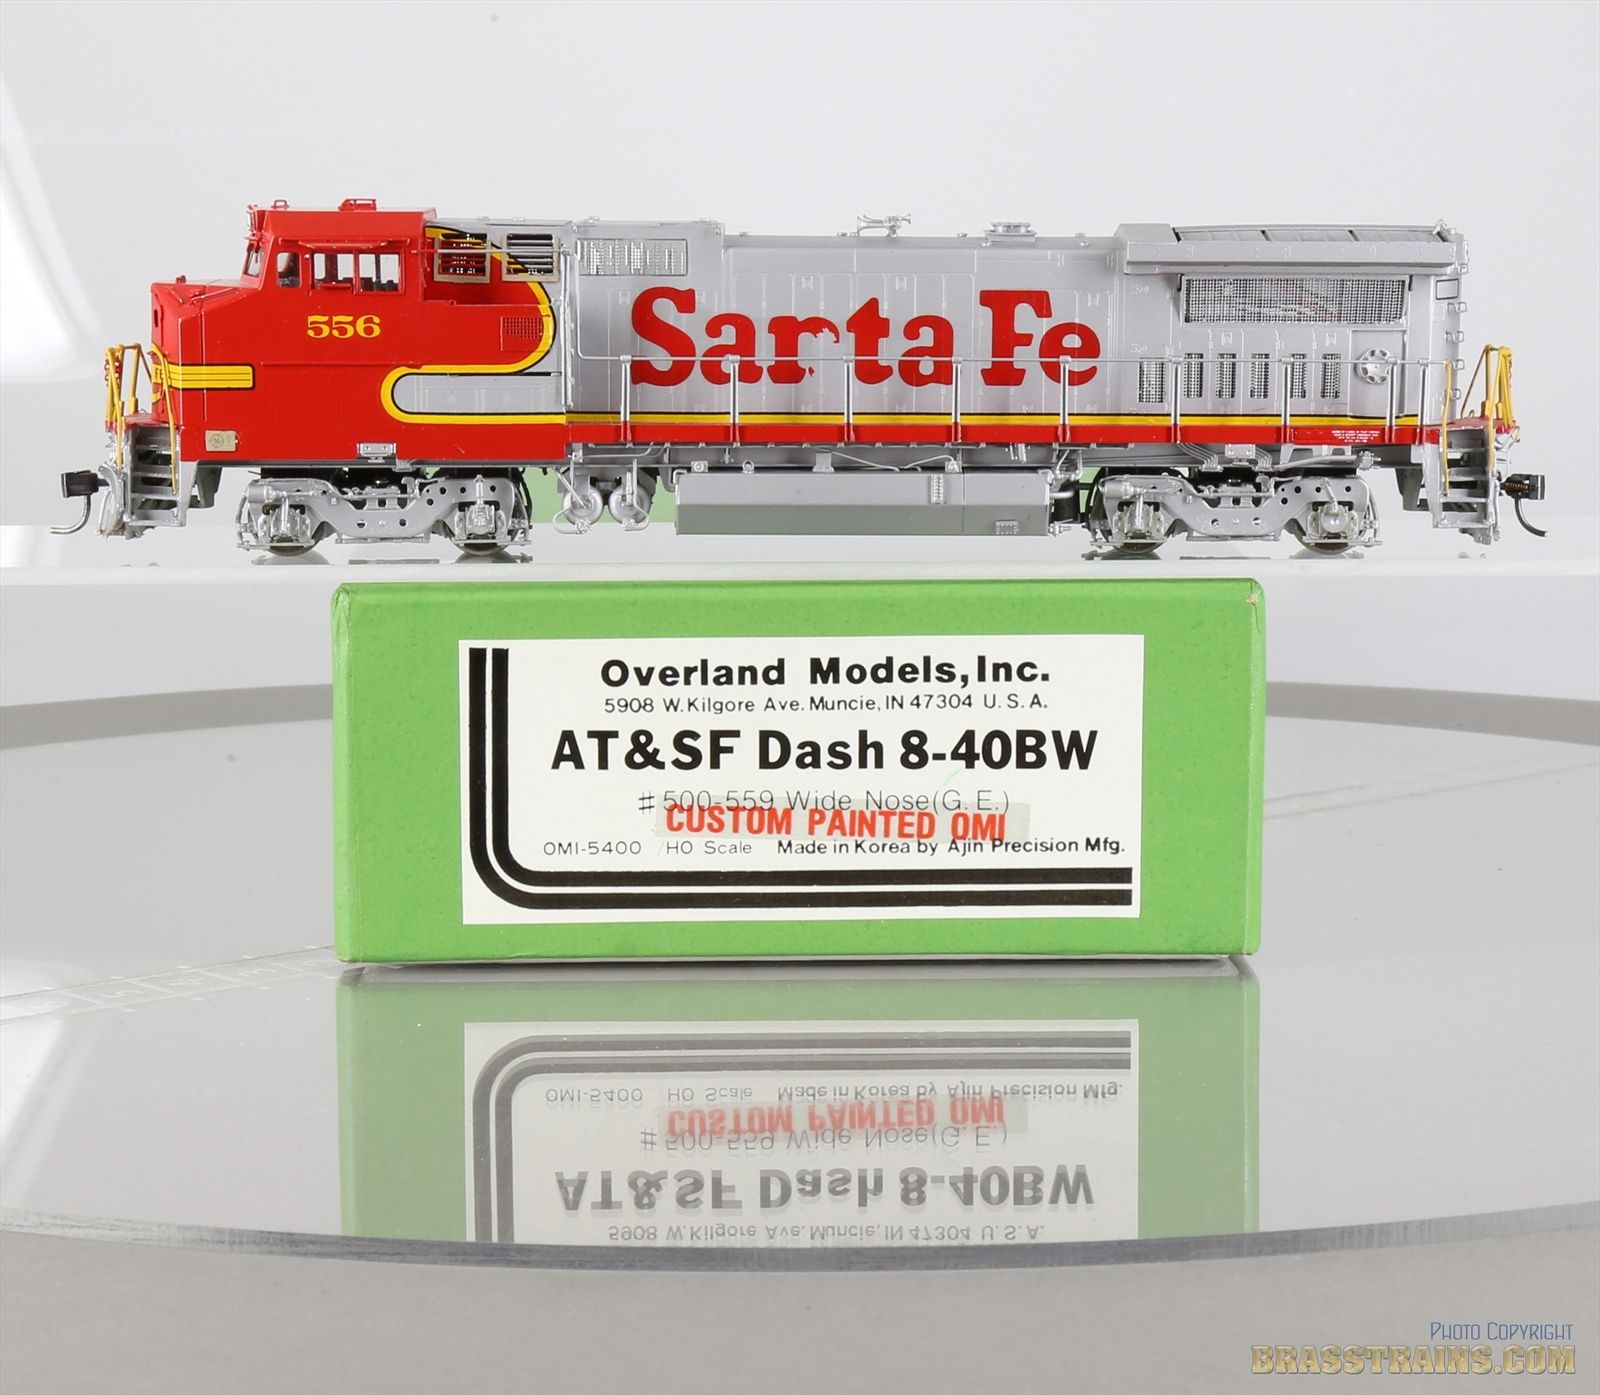 556
Santa Fe
Overland Models, Inc.
5908 W. Kilgore Ave. Muncie, IN 47304 U.S.A.
AT&SF Dash 8-40BW
#500-559 Wide Nose (G.E.)
CUSTOM PAINTED OMI
OMI-5400 /HO Scale Made in Korea by Ajin Precision Mfg.
PHOTO COPYRIGHT
BRASSTRAINS.COM